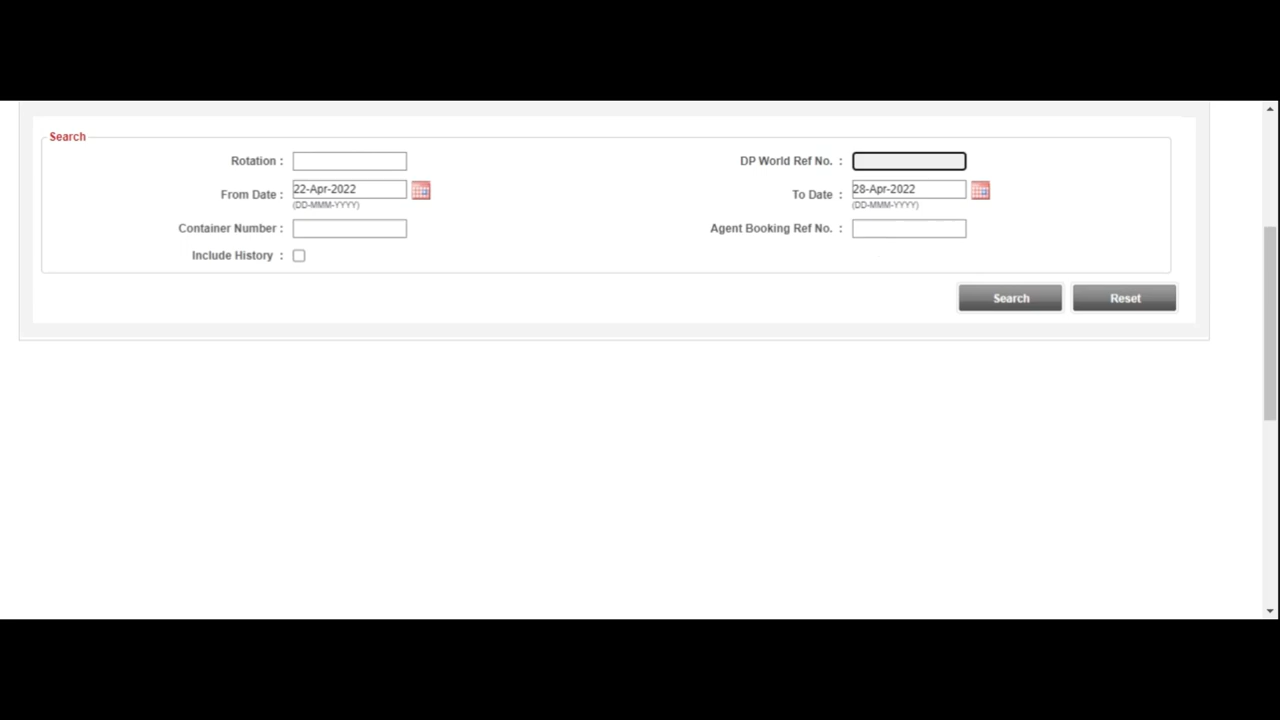 Search
Rotation : DP World Ref No. :
From Date : 22-Apr-2022 To Date : 28-Apr-2022
(DD-MMM-YYYY) (DD-MMM-YYYY)
Container Number : Agent Booking Ref No. :
Include History :
Search Reset